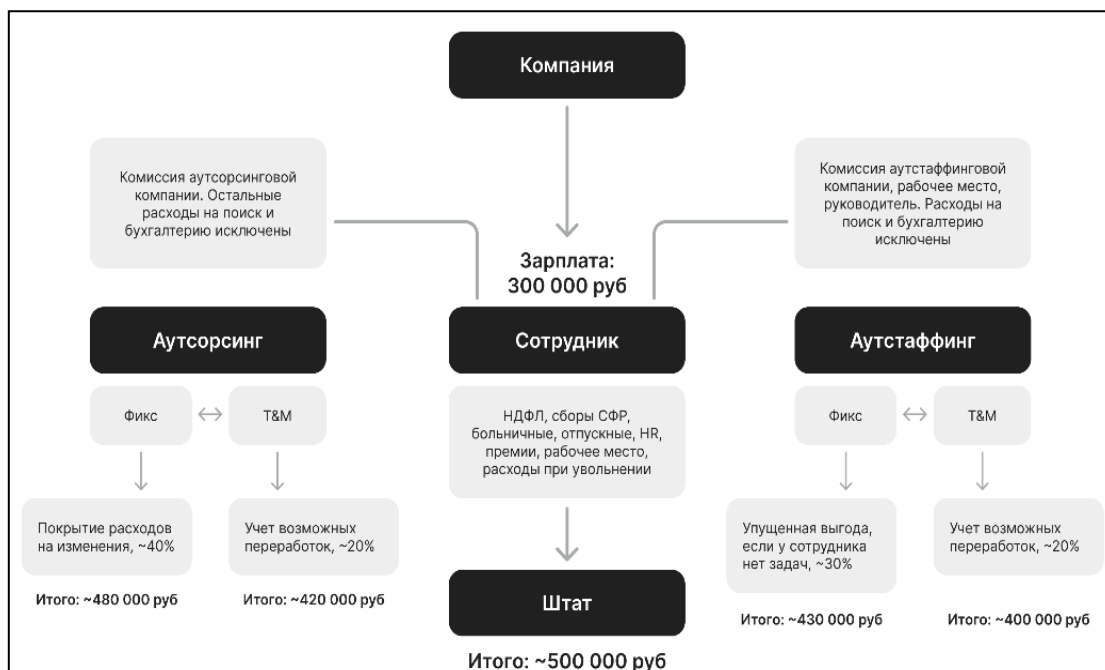 Компания
Комиссия аутсорсинговой
компании. Остальные
расходы на поиск и
бухгалтерию исключены
Комиссия аутстаффинговой
компании, рабочее место,
руководитель. Расходы на
поиск и бухгалтерию
исключены
Зарплата:
300 000 руб
Аутсорсинг
Сотрудник
Аутстаффинг
Фикс
T&M
НДФЛ, сборы СФР,
больничные, отпускные, HR,
премии, рабочее место,
расходы при увольнении
Фикс
T&M
Покрытие расходов
на изменения, ~40%
Учет возможных
переработок, ~20%
Упущенная выгода,
если у сотрудника
нет задач, ~30%
Учет возможных
переработок, ~20%
Итого: ~480 000 руб
Итого: ~420 000 руб
Штат
Итого: ~430 000 руб
Итого: ~400 000 руб
Итого: ~500 000 руб